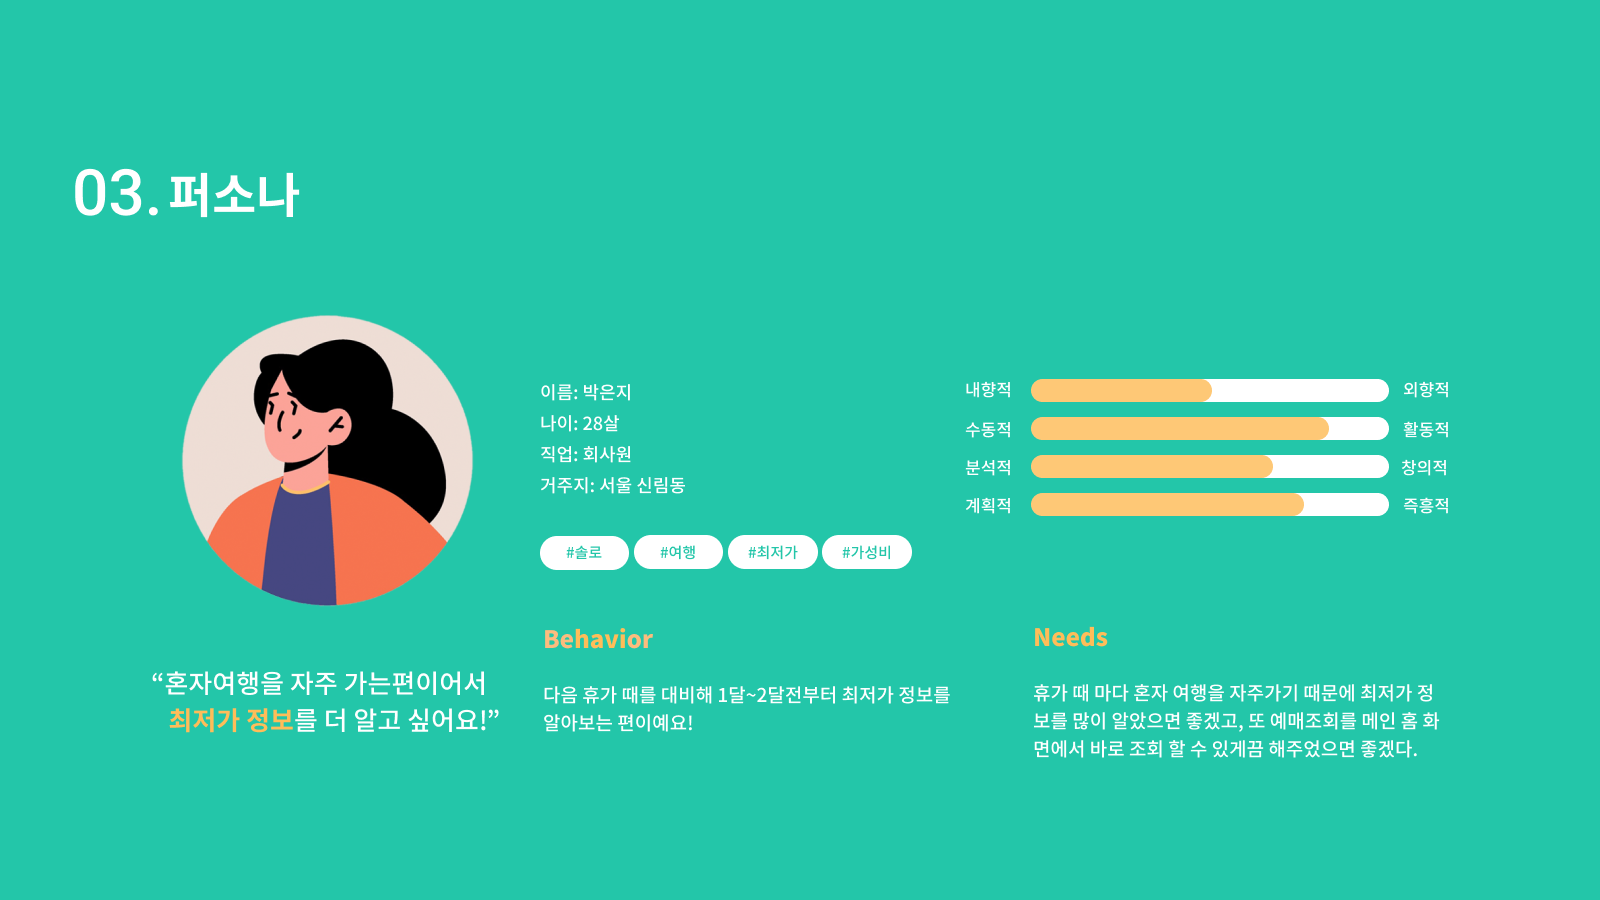 03. 퍼소나
“혼자여행을 자주 가는편이어서
최저가 정보를 더 알고 싶어요!”
이름: 박은지
나이: 28살
직업: 회사원
거주지: 서울 신림동
#솔로 #여행 #최저가 #가성비
내향적 외향적
수동적 활동적
분석적 창의적
계획적 즉흥적
Behavior
다음 휴가 때를 대비해 1달~2달전부터 최저가 정보를
알아보는 편이예요!
Needs
휴가 때 마다 혼자 여행을 자주가기 때문에 최저가 정
보를 많이 알았으면 좋겠고, 또 예매조회를 메인 홈 화
면에서 바로 조회 할 수 있게끔 해주었으면 좋겠다.